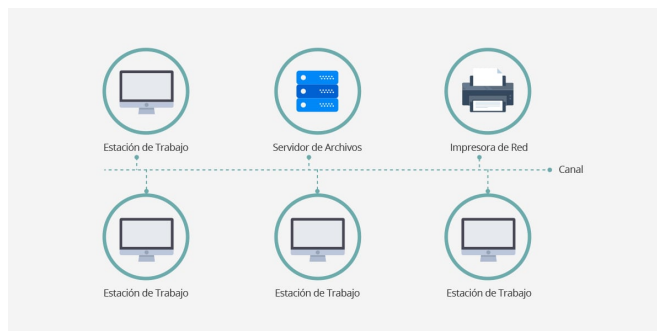 Estación de Trabajo
Servidor de Archivos
Impresora de Red
Canal
Estación de Trabajo
Estación de Trabajo
Estación de Trabajo